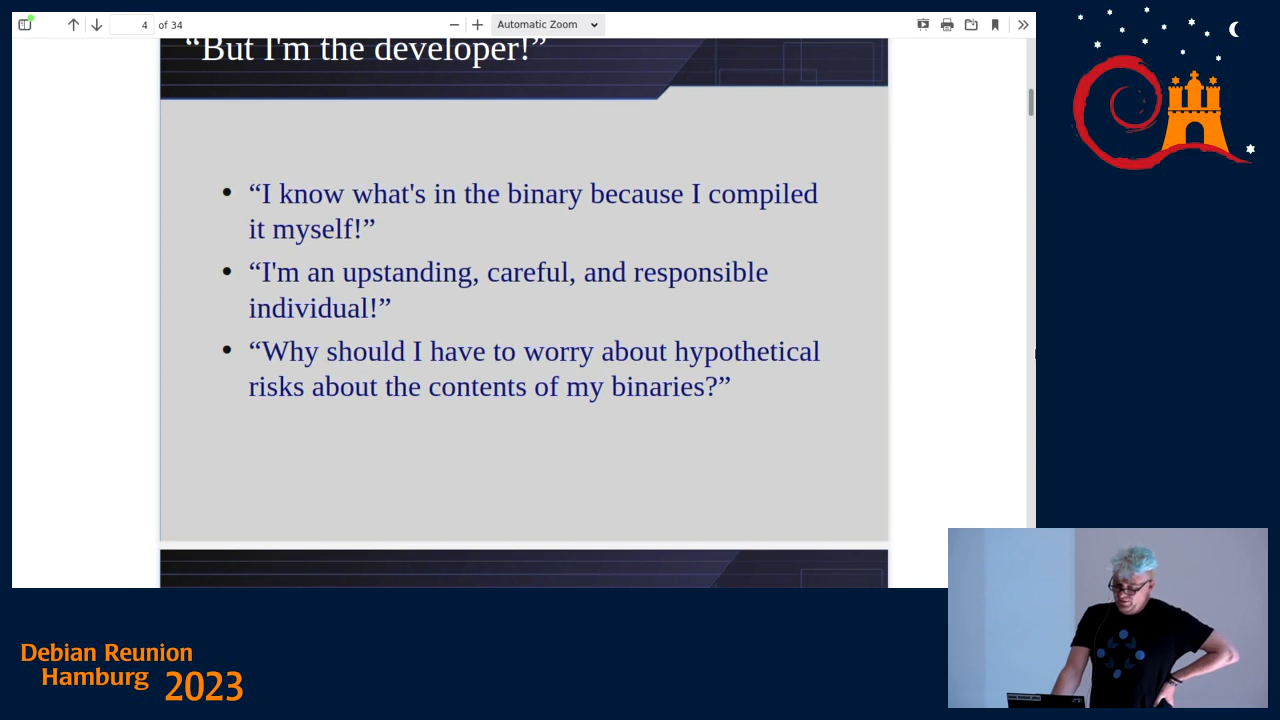 4 of 34
Automatic Zoom
“But I'm the developer!”
• “I know what's in the binary because I compiled
it myself!”
• “I'm an upstanding, careful, and responsible
individual!”
• “Why should I have to worry about hypothetical
risks about the contents of my binaries?”
Debian Reunion
Hamburg 2023